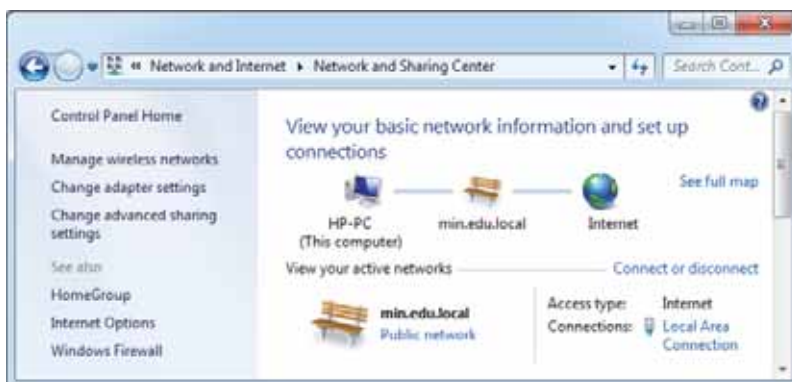 « Network and Internet ▸ Network and Sharing Center
Search Cont...
Control Panel Home
Manage wireless networks
Change adapter settings
Change advanced sharing
settings
See also
HomeGroup
Internet Options
Windows Firewall
View your basic network information and set up
connections
See full map
HP-PC
(This computer)
min.edu.local
Internet
View your active networks
Connect or disconnect
min.edu.local
Public network
Access type: Internet
Connections: Local Area
Connection